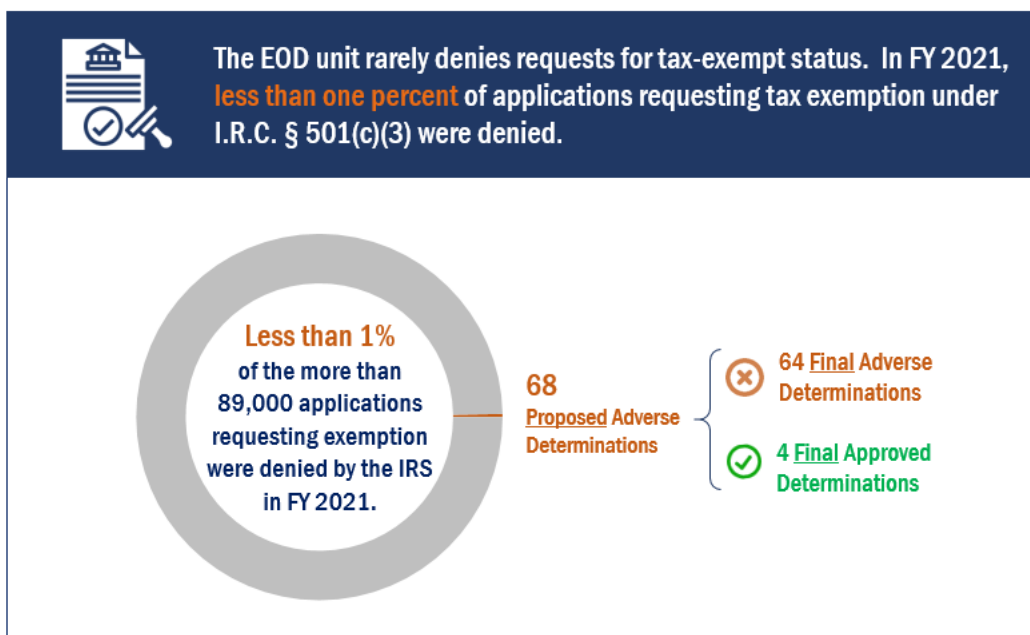 The EOD unit rarely denies requests for tax-exempt status. In FY 2021,
less than one percent of applications requesting tax exemption under
I.R.C. § 501(c)(3) were denied.
Less than 1%
of the more than
89,000 applications
requesting exemption
were denied by the IRS
in FY 2021.
68
Proposed Adverse
Determinations
64 Final Adverse
Determinations
4 Final Approved
Determinations